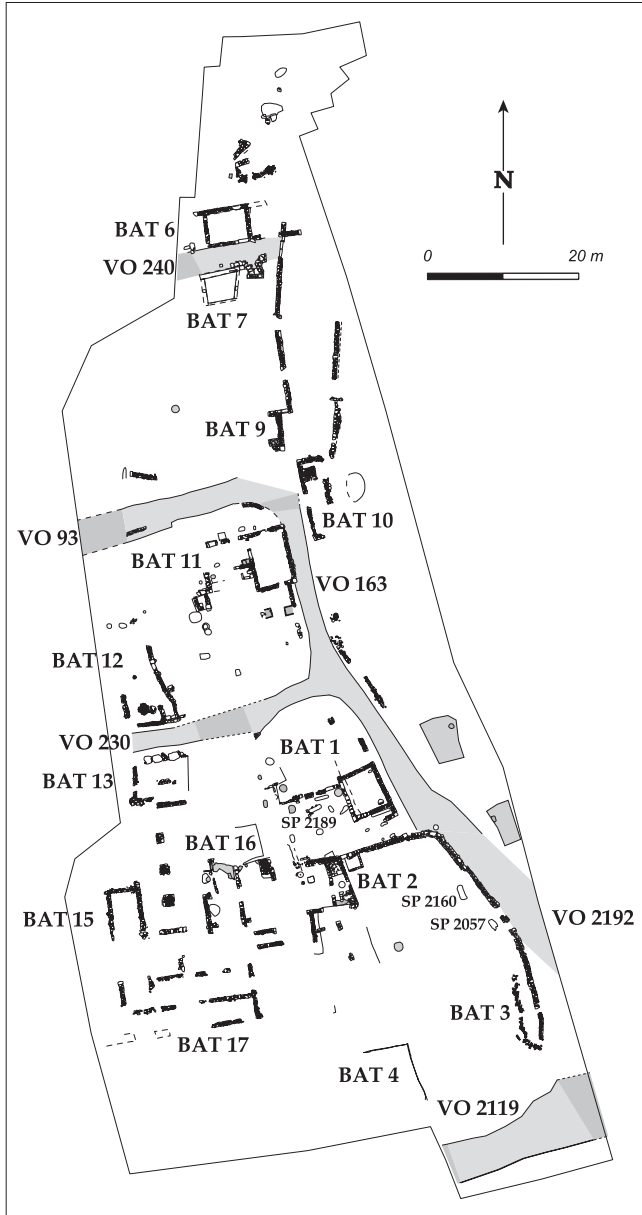 N
0 20 m
BAT 6
VO 240
BAT 7
BAT 9
BAT 10
VO 93
BAT 11
VO 163
BAT 12
VO 230
BAT 1
BAT 13
SP 2189
BAT 16
BAT 2
SP 2160
BAT 15
SP 2057
VO 2192
BAT 3
BAT 17
BAT 4
VO 2119